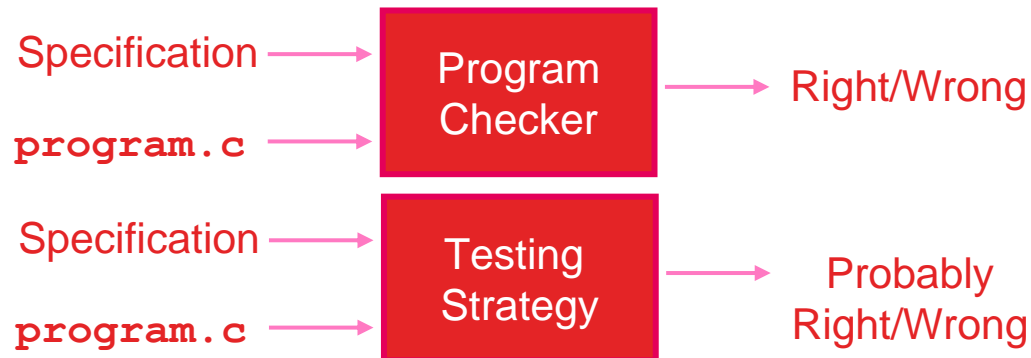 Specification
program.c
Program
Checker
Right/Wrong
Specification
program.c
Testing
Strategy
Probably
Right/Wrong